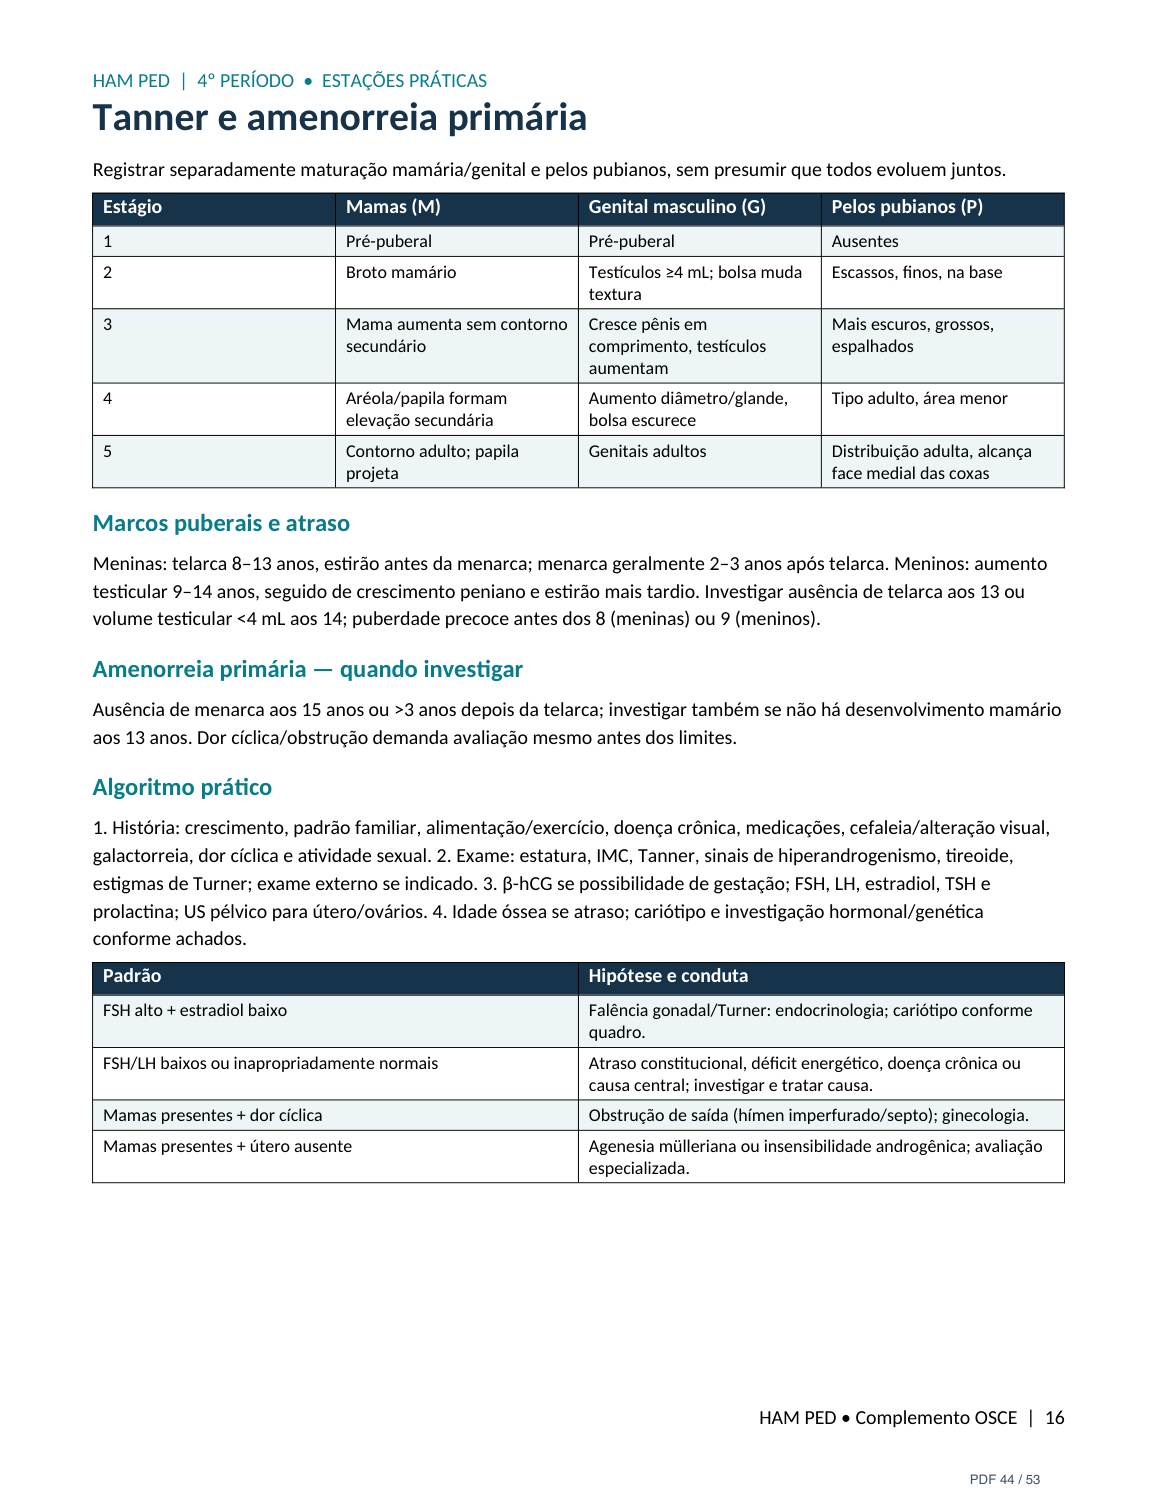 HAM PED | 4º PERÍODO • ESTAÇÕES PRÁTICAS
Tanner e amenorreia primária
Registrar separadamente maturação mamária/genital e pelos pubianos, sem presumir que todos evoluem juntos.
Estágio Mamas (M) Genital masculino (G) Pelos pubianos (P)
1 Pré-puberal Pré-puberal Ausentes
2 Broto mamário Testículos ≥4 mL; bolsa muda Escassos, finos, na base
textura
3 Mama aumenta sem contorno Cresce pênis em Mais escuros, grossos,
secundário comprimento, testículos espalhados
aumentam
4 Aréola/papila formam Aumento diâmetro/glande, Tipo adulto, área menor
elevação secundária bolsa escurece
5 Contorno adulto; papila Genitais adultos Distribuição adulta, alcança
projeta face medial das coxas
Marcos puberais e atraso
Meninas: telarca 8–13 anos, estirão antes da menarca; menarca geralmente 2–3 anos após telarca. Meninos: aumento
testicular 9–14 anos, seguido de crescimento peniano e estirão mais tardio. Investigar ausência de telarca aos 13 ou
volume testicular <4 mL aos 14; puberdade precoce antes dos 8 (meninas) ou 9 (meninos).
Amenorreia primária — quando investigar
Ausência de menarca aos 15 anos ou >3 anos depois da telarca; investigar também se não há desenvolvimento mamário
aos 13 anos. Dor cíclica/obstrução demanda avaliação mesmo antes dos limites.
Algoritmo prático
1. História: crescimento, padrão familiar, alimentação/exercício, doença crônica, medicações, cefaleia/alteração visual,
galactorreia, dor cíclica e atividade sexual. 2. Exame: estatura, IMC, Tanner, sinais de hiperandrogenismo, tireoide,
estigmas de Turner; exame externo se indicado. 3. β-hCG se possibilidade de gestação; FSH, LH, estradiol, TSH e
prolactina; US pélvico para útero/ovários. 4. Idade óssea se atraso; cariótipo e investigação hormonal/genética
conforme achados.
Padrão Hipótese e conduta
FSH alto + estradiol baixo Falência gonadal/Turner: endocrinologia; cariótipo conforme
quadro.
FSH/LH baixos ou inapropriadamente normais Atraso constitucional, déficit energético, doença crônica ou
causa central; investigar e tratar causa.
Mamas presentes + dor cíclica Obstrução de saída (hímen imperfurado/septo); ginecologia.
Mamas presentes + útero ausente Agenesia mülleriana ou insensibilidade androgênica; avaliação
especializada.
HAM PED • Complemento OSCE | 16
PDF 44 / 53